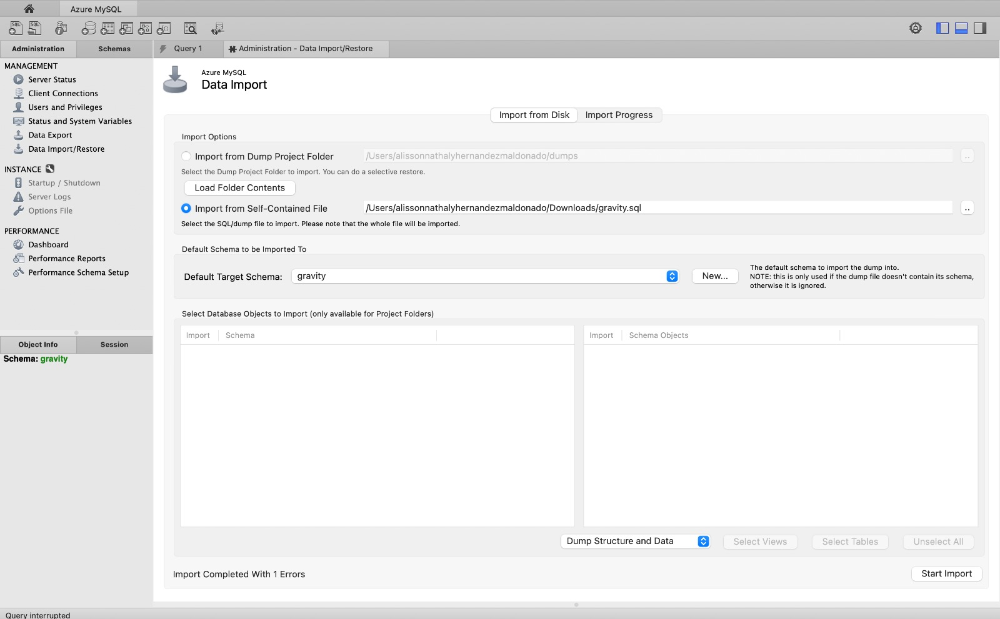 Azure MySQL
SQL
SQL
Administration
Schemas
Query 1
Administration - Data Import/Restore
MANAGEMENT
Server Status
Client Connections
Users and Privileges
Status and System Variables
Data Export
Data Import/Restore
INSTANCE
Startup / Shutdown
Server Logs
Options File
PERFORMANCE
Dashboard
Performance Reports
Performance Schema Setup
Object Info
Session
Schema: gravity
Azure MySQL
Data Import
Import from Disk
Import Progress
Import Options
Import from Dump Project Folder
/Users/alissonnathalyhernandezmaldonado/dumps
..
Select the Dump Project Folder to import. You can do a selective restore.
Load Folder Contents
Import from Self-Contained File
/Users/alissonnathalyhernandezmaldonado/Downloads/gravity.sql
..
Select the SQL/dump file to import. Please note that the whole file will be imported.
Default Schema to be Imported To
Default Target Schema:
gravity
New...
The default schema to import the dump into.
NOTE: this is only used if the dump file doesn't contain its schema,
otherwise it is ignored.
Select Database Objects to Import (only available for Project Folders)
Import
Schema
Import
Schema Objects
Dump Structure and Data
Select Views
Select Tables
Unselect All
Import Completed With 1 Errors
Start Import
Query interrupted